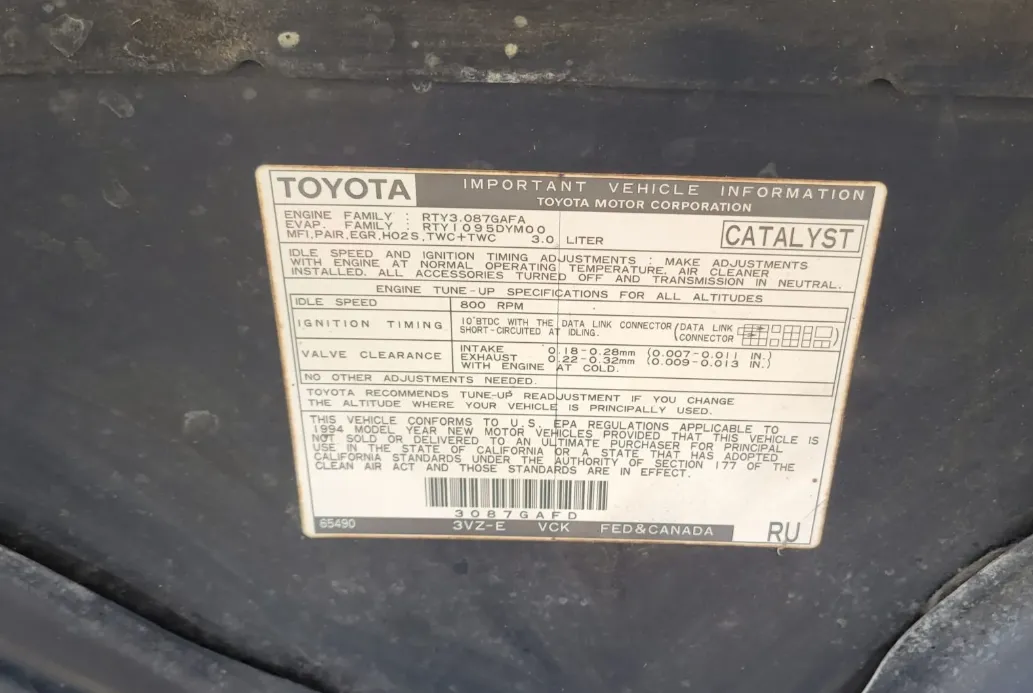 TOYOTA IMPORTANT VEHICLE INFORMATION
TOYOTA MOTOR CORPORATION
ENGINE FAMILY : RTY3.087GAFA
EVAP. FAMILY : RTY1095DYM00
MFI,PAIR,EGR,HO2S,TWC+TWC 3.0 LITER
CATALYST
IDLE SPEED AND IGNITION TIMING ADJUSTMENTS : MAKE ADJUSTMENTS
WITH ENGINE AT NORMAL OPERATING TEMPERATURE, AIR CLEANER
INSTALLED, ALL ACCESSORIES TURNED OFF AND TRANSMISSION IN NEUTRAL.
ENGINE TUNE-UP SPECIFICATIONS FOR ALL ALTITUDES
IDLE SPEED 800 RPM
IGNITION TIMING 10°BTDC WITH THE DATA LINK CONNECTOR
SHORT-CIRCUITED AT IDLING.
(DATA LINK
CONNECTOR )
VALVE CLEARANCE INTAKE 0.18-0.28mm (0.007-0.011 IN.)
EXHAUST 0.22-0.32mm (0.009-0.013 IN.)
WITH ENGINE AT COLD.
NO OTHER ADJUSTMENTS NEEDED.
TOYOTA RECOMMENDS TUNE-UP READJUSTMENT IF YOU CHANGE
THE ALTITUDE WHERE YOUR VEHICLE IS PRINCIPALLY USED.
THIS VEHICLE CONFORMS TO U.S. EPA REGULATIONS APPLICABLE TO
1994 MODEL YEAR NEW MOTOR VEHICLES PROVIDED THAT THIS VEHICLE IS
NOT SOLD OR DELIVERED TO AN ULTIMATE PURCHASER FOR PRINCIPAL
USE IN THE STATE OF CALIFORNIA OR A STATE THAT HAS ADOPTED
CALIFORNIA STANDARDS UNDER THE AUTHORITY OF SECTION 177 OF THE
CLEAN AIR ACT AND THOSE STANDARDS ARE IN EFFECT.
3087GAFD
65490 3VZ-E VCK FED&CANADA RU